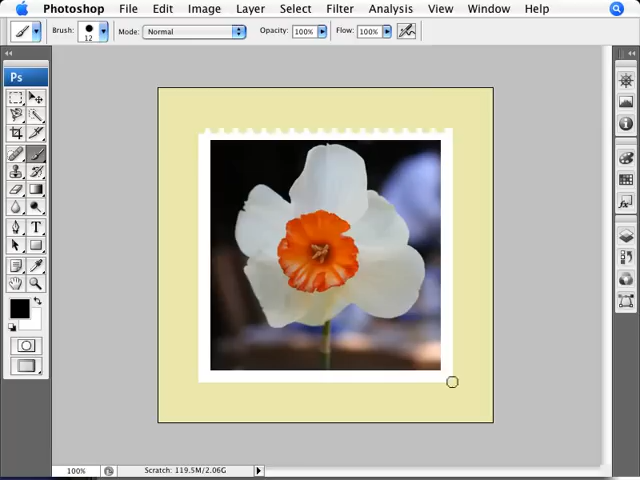 Photoshop File Edit Image Layer Select Filter Analysis View Window Help
Brush: 12 Mode: Normal Opacity: 100% Flow: 100%
Ps
T
100% Scratch: 119.5M/2.06G